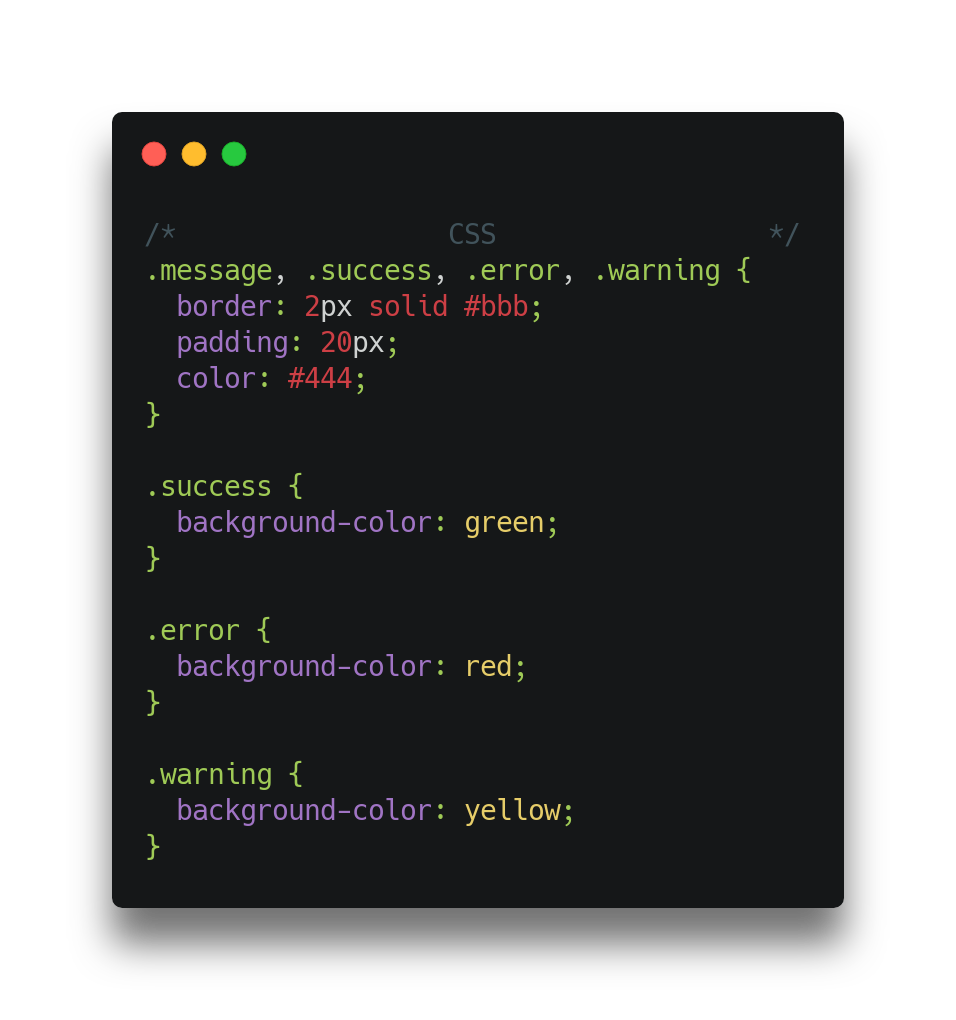 /*                 CSS                 */
.message, .success, .error, .warning {
  border: 2px solid #bbb;
  padding: 20px;
  color: #444;
}

.success {
  background-color: green;
}

.error {
  background-color: red;
}

.warning {
  background-color: yellow;
}